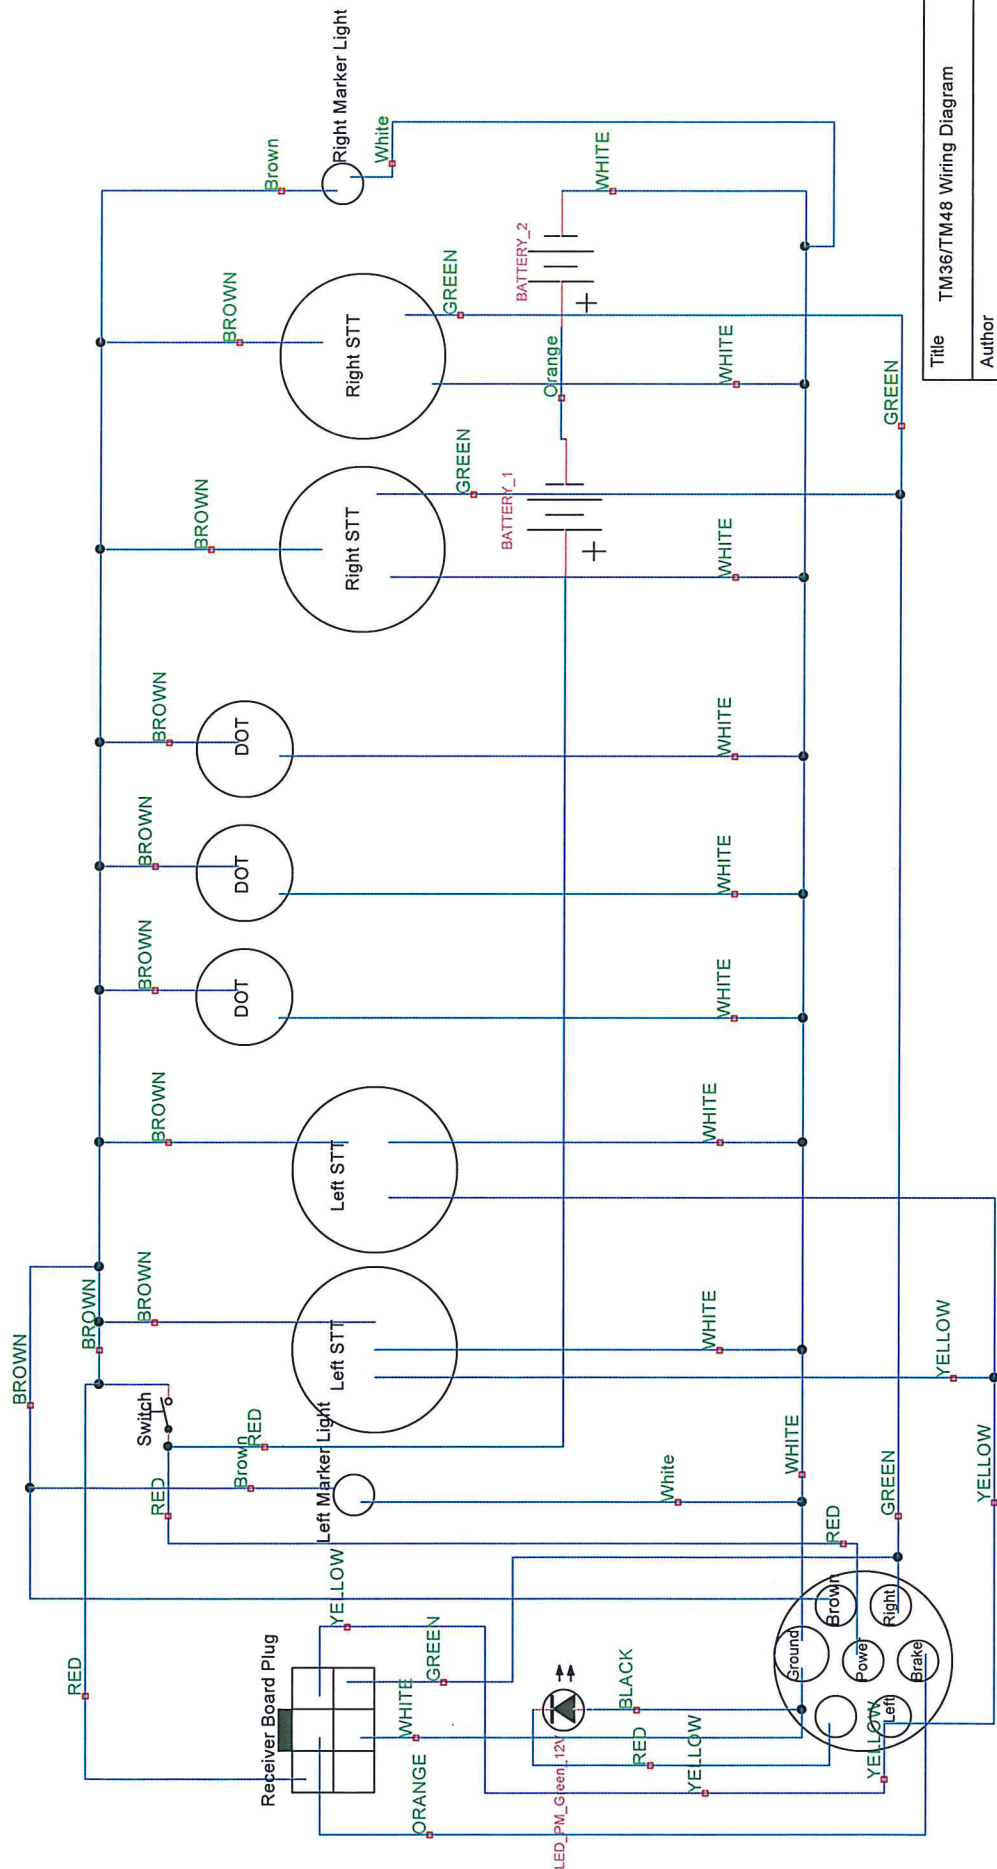 Right Marker Light
Brown
White
WHITE
BATTERY_2
BROWN
GREEN
Right STT
Orange
WHITE
GREEN
BROWN
GREEN
Right STT
BATTERY_1
WHITE
BROWN
DOT
WHITE
BROWN
DOT
WHITE
BROWN
DOT
WHITE
BROWN
Left STT
WHITE
BROWN
BROWN
BROWN
Left STT
WHITE
YELLOW
Switch
RED
Brown
RED
Left Marker Light
White
WHITE
GREEN
YELLOW
RED
YELLOW
GREEN
RED
Receiver Board Plug
WHITE
ORANGE
BLACK
RED
YELLOW
LED_PM_Green_12V
YELLOW
Ground
Brown
Power
Right
Brake
Left
Title
TM36/TM48 Wiring Diagram
Author